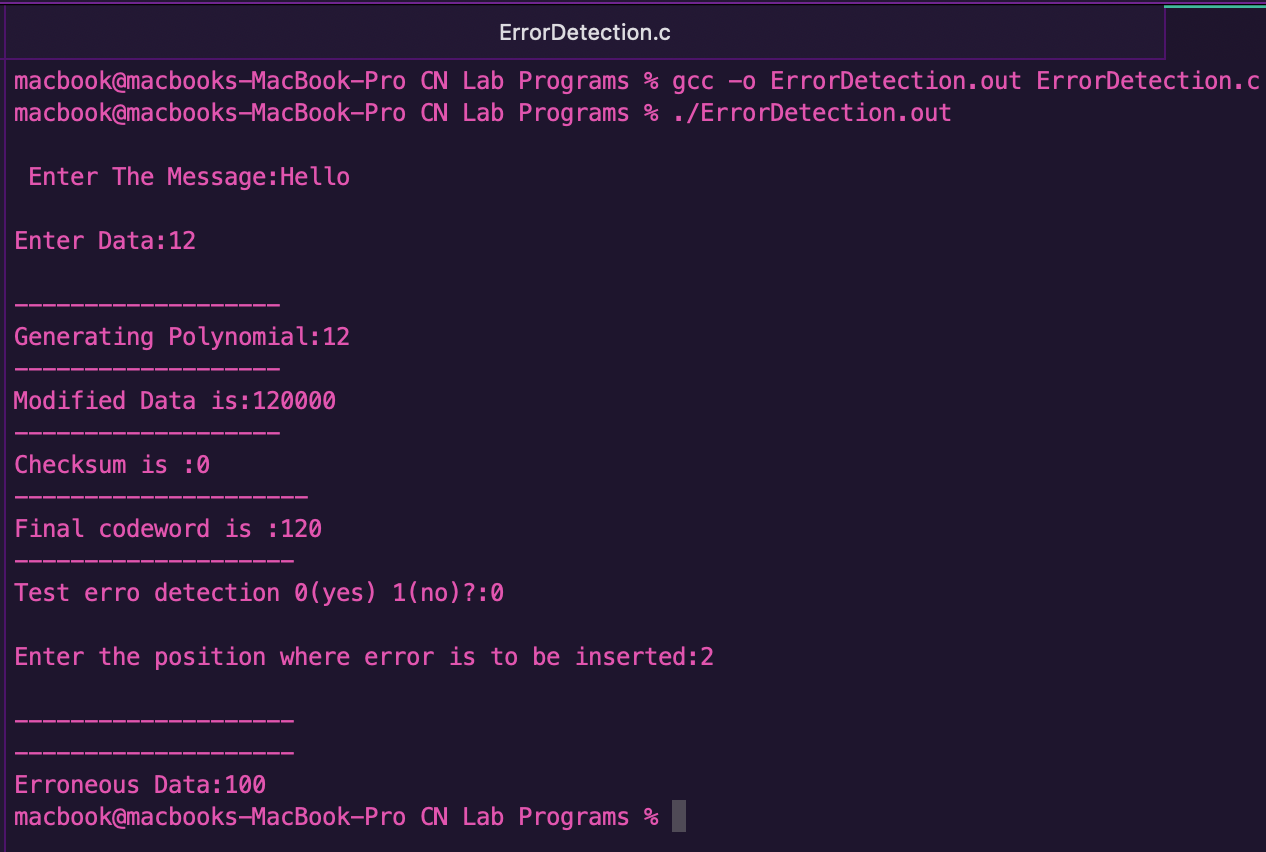 ErrorDetection.c
macbook@macbooks-MacBook-Pro CN Lab Programs % gcc -o ErrorDetection.out ErrorDetection.c
macbook@macbooks-MacBook-Pro CN Lab Programs % ./ErrorDetection.out
Enter The Message:Hello
Enter Data:12
-------------------
Generating Polynomial:12
-------------------
Modified Data is:120000
-------------------
Checksum is :0
---------------------
Final codeword is :120
--------------------
Test erro detection 0(yes) 1(no)?:0
Enter the position where error is to be inserted:2
--------------------
--------------------
Erroneous Data:100
macbook@macbooks-MacBook-Pro CN Lab Programs %